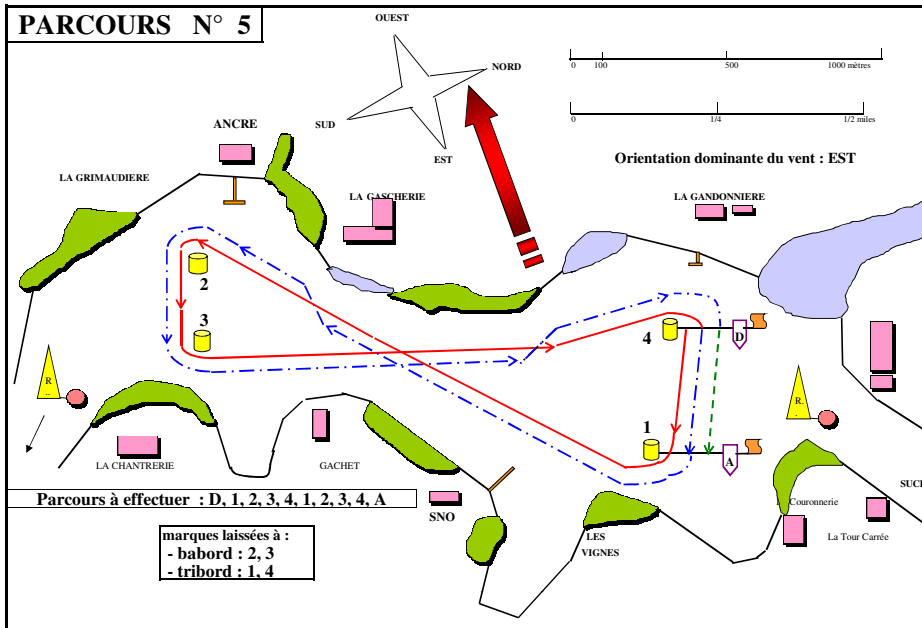 PARCOURS N° 5
OUEST
NORD
SUD
EST
0 100 500 1000 mètres
0 1/4 1/2 miles
Orientation dominante du vent : EST
ANCRE
LA GRIMAUDIERE
LA GASCHERIE
LA GANDONNIERE
2
3
4
D
1
A
R
..
R.
.
LA CHANTRERIE
GACHET
SNO
LES
VIGNES
Couronnerie
La Tour Carrée
SUCE
Parcours à effectuer : D, 1, 2, 3, 4, 1, 2, 3, 4, A
marques laissées à :
- babord : 2, 3
- tribord : 1, 4